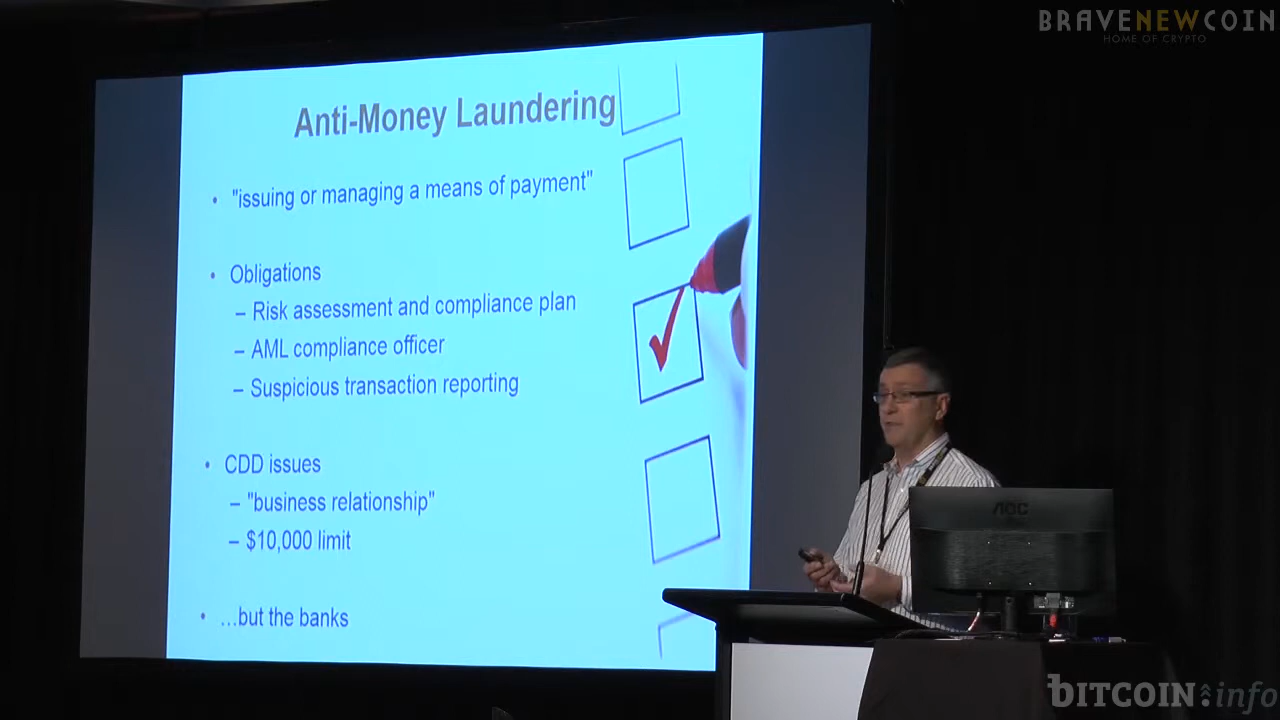 BRAVENEWCOIN
HOME OF CRYPTO
Anti-Money Laundering
• "issuing or managing a means of payment"
• Obligations
– Risk assessment and compliance plan
– AML compliance officer
– Suspicious transaction reporting
• CDD issues
– "business relationship"
– $10,000 limit
• …but the banks
AOC
BITCOIN:info